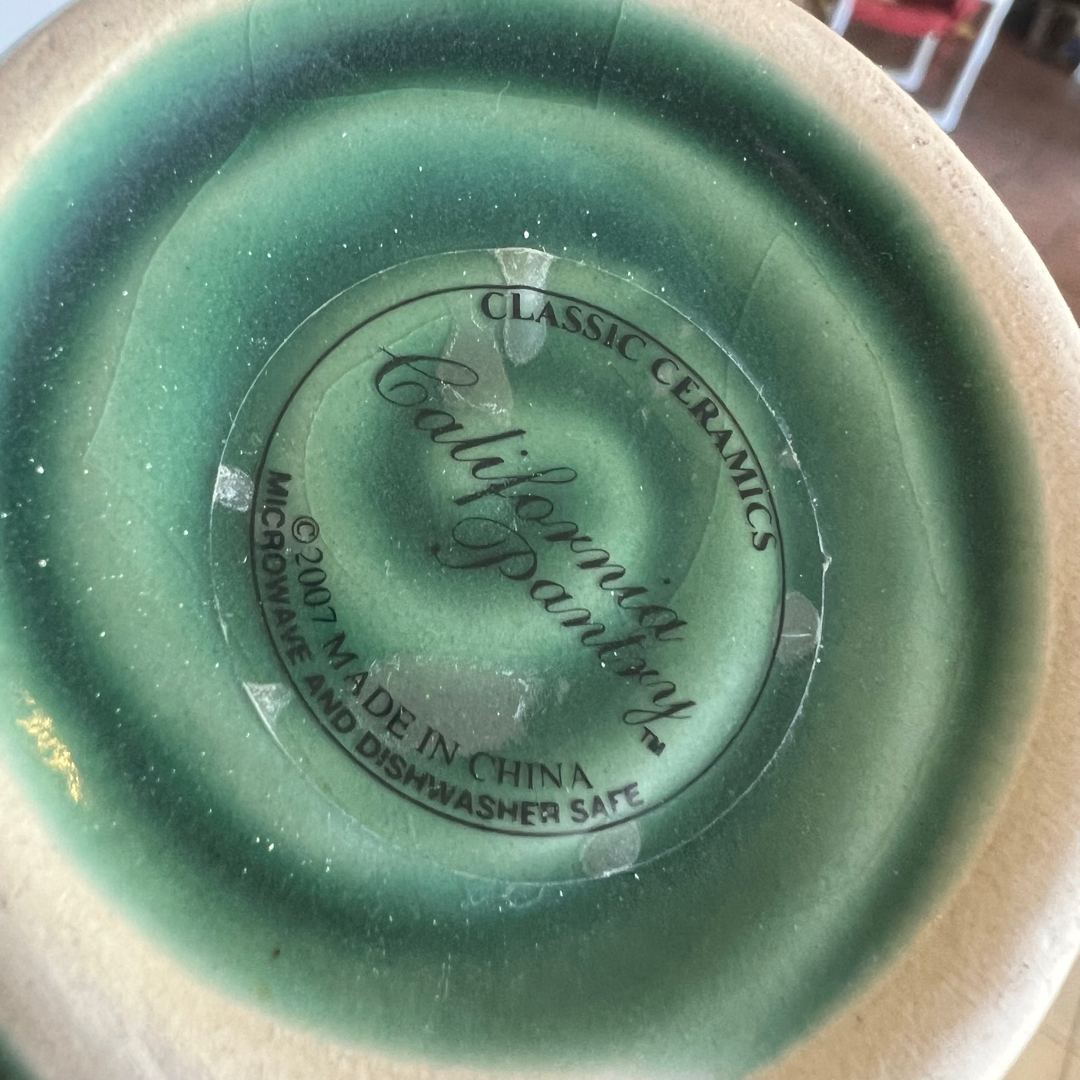 CLASSIC CERAMICS
California
Pantry™
©2007 MADE IN CHINA
MICROWAVE AND DISHWASHER SAFE